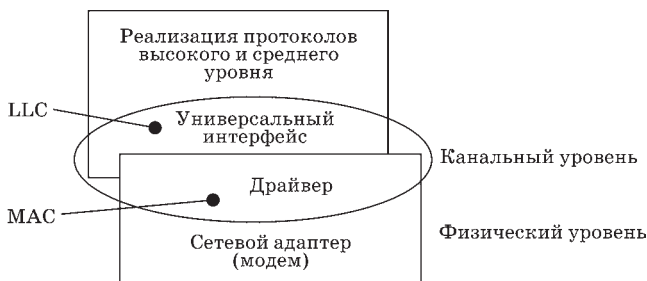 Реализация протоколов
высокого и среднего
уровня
LLC
Универсальный
интерфейс
Канальный уровень
Драйвер
MAC
Физический уровень
Сетевой адаптер
(модем)